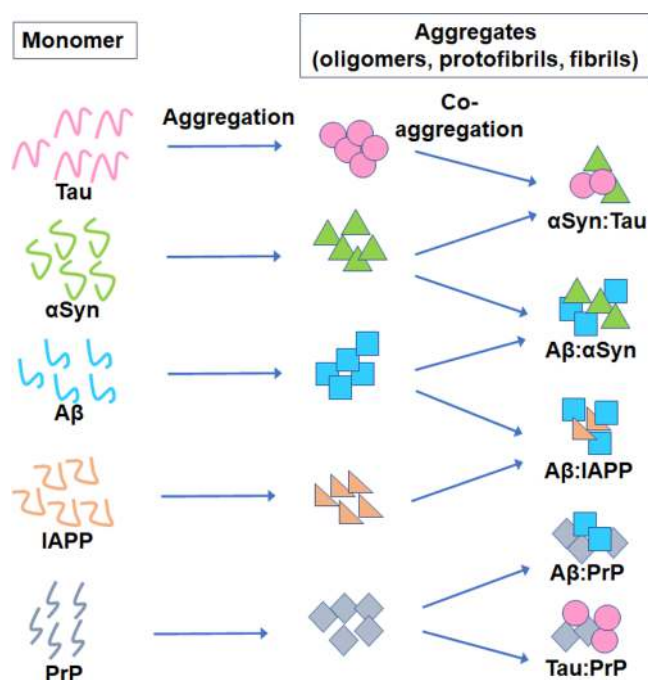 Monomer
Aggregates
(oligomers, protofibrils, fibrils)
Aggregation
Co-
aggregation
Tau
αSyn:Tau
αSyn
Aβ:αSyn
Aβ
Aβ:IAPP
IAPP
Aβ:PrP
PrP
Tau:PrP